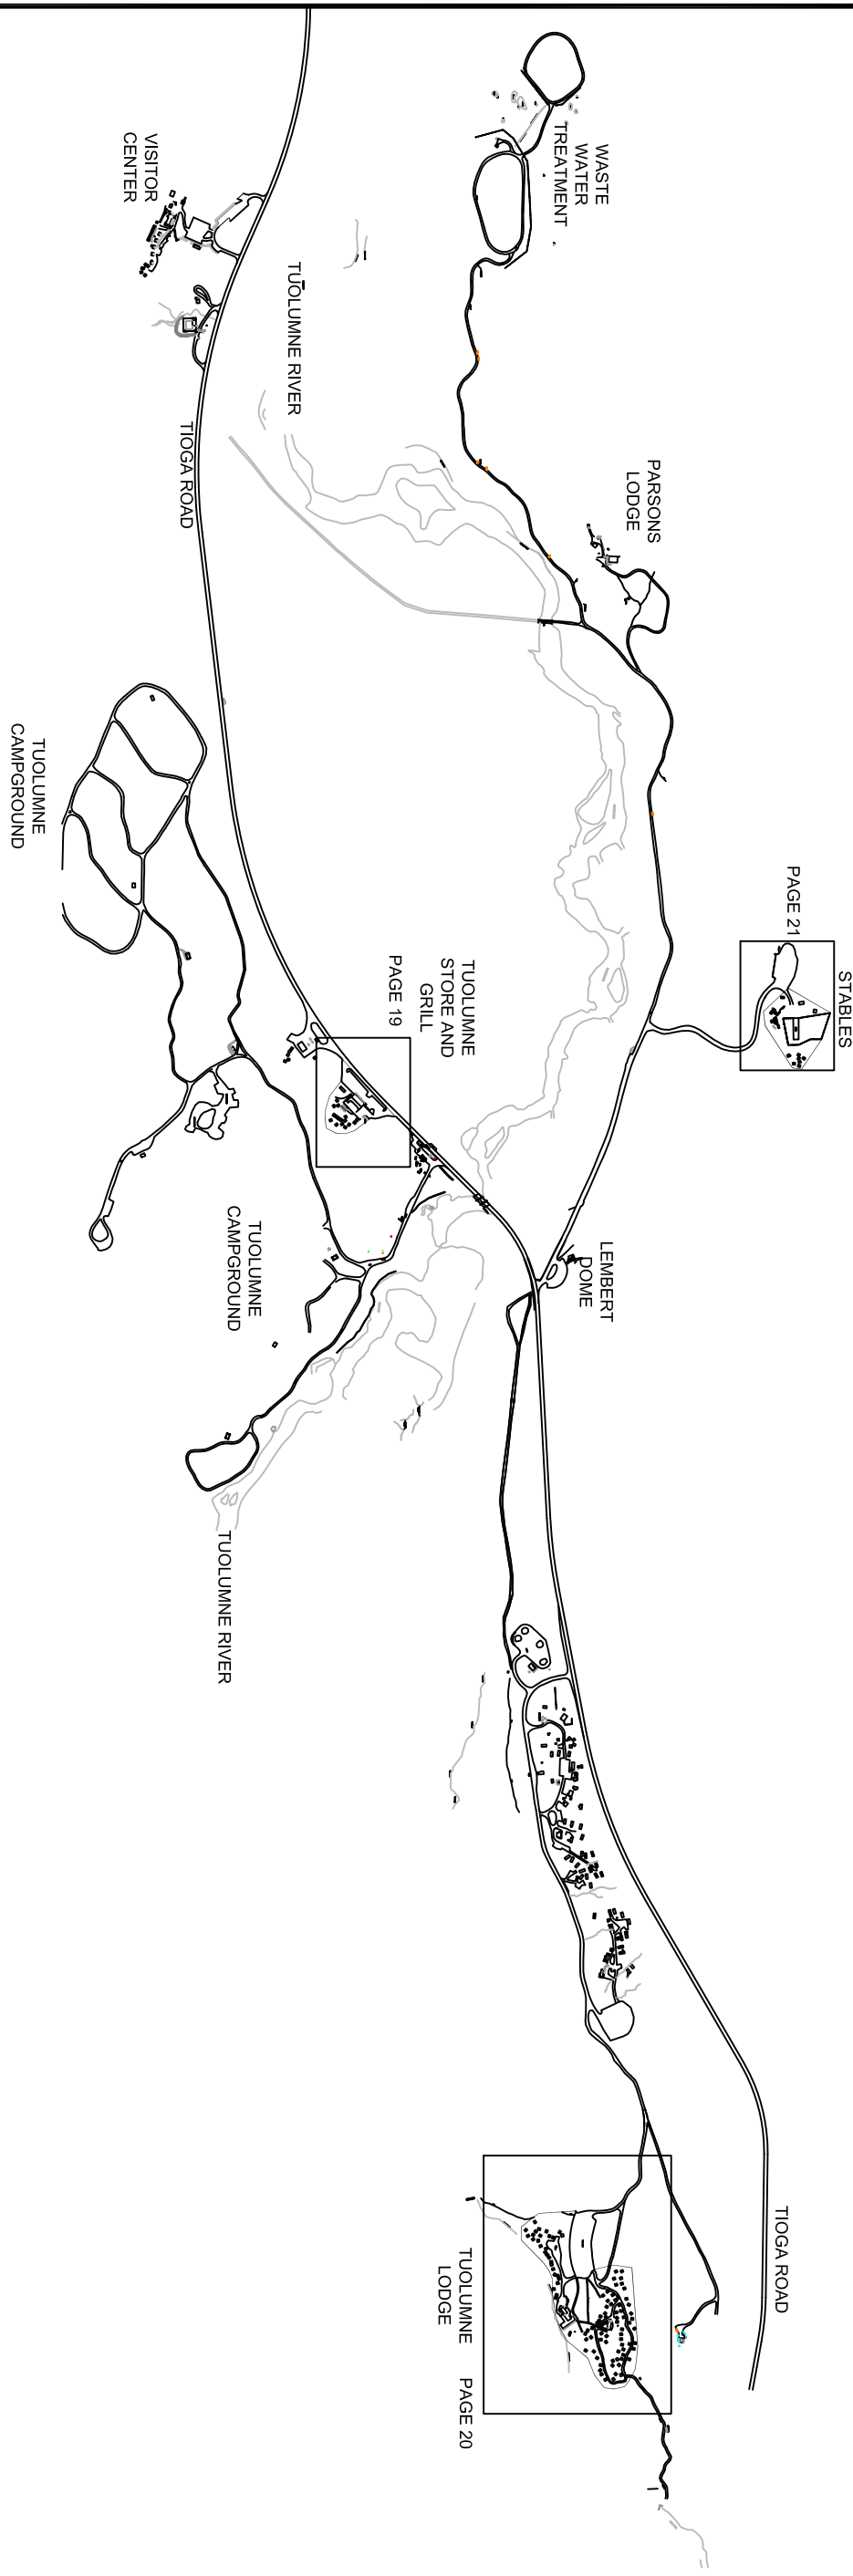 WASTE
WATER
TREATMENT
VISITOR
CENTER
TUOLUMNE RIVER
TIOGA ROAD
PARSONS
LODGE
TUOLUMNE
CAMPGROUND
STABLES
PAGE 21
TUOLUMNE
STORE AND
GRILL
PAGE 19
LEMBERT
DOME
TUOLUMNE
CAMPGROUND
TUOLUMNE RIVER
TIOGA ROAD
TUOLUMNE
LODGE
PAGE 20